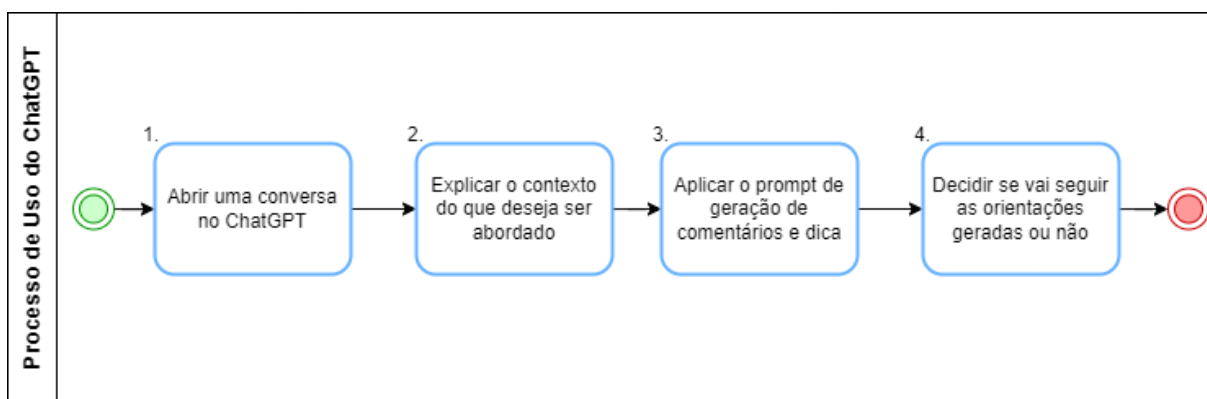 Processo de Uso do ChatGPT
1.
Abrir uma conversa
no ChatGPT
2.
Explicar o contexto
do que deseja ser
abordado
3.
Aplicar o prompt de
geração de
comentários e dica
4.
Decidir se vai seguir
as orientações
geradas ou não